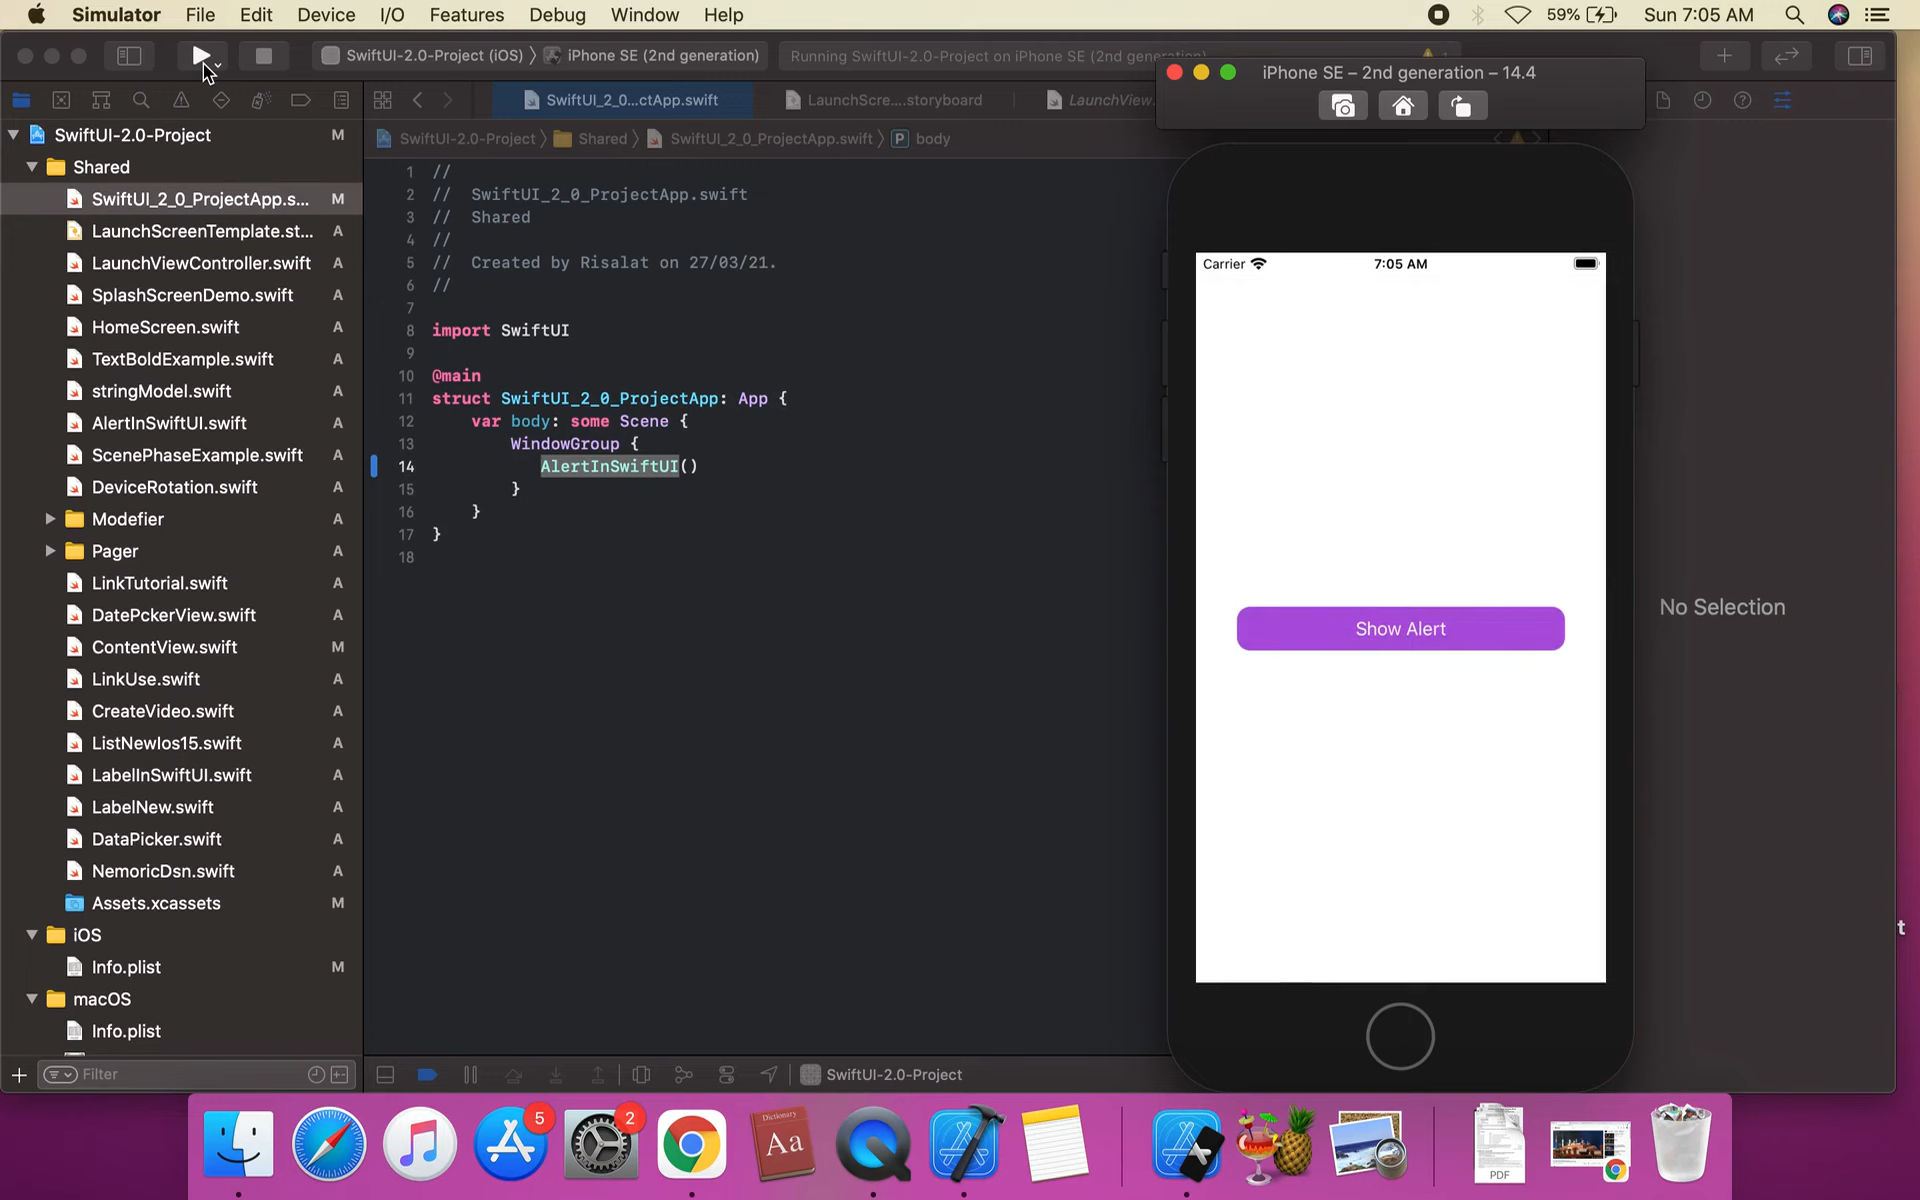 Simulator File Edit Device I/O Features Debug Window Help 59% Sun 7:05 AM
SwiftUI-2.0-Project (iOS) iPhone SE (2nd generation) Running SwiftUI-2.0-Project on iPhone SE (2nd generation)
iPhone SE – 2nd generation – 14.4
SwiftUI_2_0...ctApp.swift LaunchScre....storyboard LaunchView.
SwiftUI-2.0-Project Shared SwiftUI_2_0_ProjectApp.swift body
SwiftUI-2.0-Project M
Shared
SwiftUI_2_0_ProjectApp.s... M
LaunchScreenTemplate.st... A
LaunchViewController.swift A
SplashScreenDemo.swift A
HomeScreen.swift A
TextBoldExample.swift A
stringModel.swift A
AlertInSwiftUI.swift A
ScenePhaseExample.swift A
DeviceRotation.swift A
Modefier A
Pager A
LinkTutorial.swift A
DatePckerView.swift A
ContentView.swift M
LinkUse.swift A
CreateVideo.swift A
ListNewIos15.swift A
LabelInSwiftUI.swift A
LabelNew.swift A
DataPicker.swift A
NemoricDsn.swift A
Assets.xcassets M
iOS
Info.plist M
macOS
Info.plist
Filter
1 //
2 // SwiftUI_2_0_ProjectApp.swift
3 // Shared
4 //
5 // Created by Risalat on 27/03/21.
6 //
7
8 import SwiftUI
9
10 @main
11 struct SwiftUI_2_0_ProjectApp: App {
12 var body: some Scene {
13 WindowGroup {
14 AlertInSwiftUI()
15 }
16 }
17 }
18
SwiftUI-2.0-Project
Carrier 7:05 AM
Show Alert
No Selection
t
5
2
Dictionary
Aa
PDF